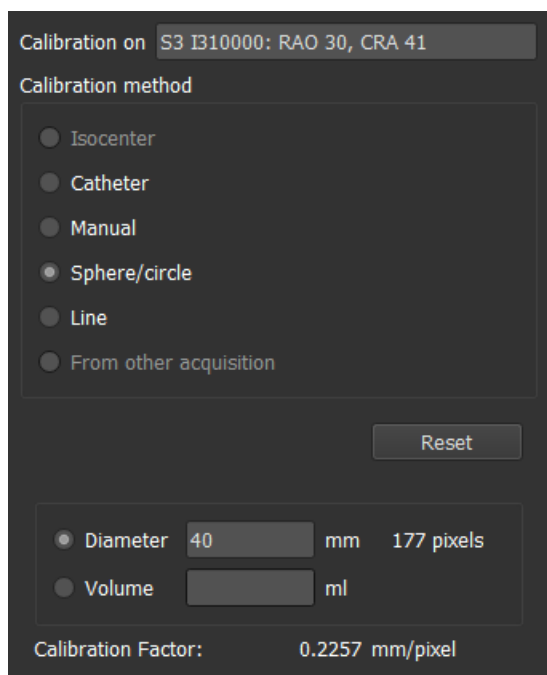 Calibration on S3 I310000: RAO 30, CRA 41
Calibration method
Isocenter
Catheter
Manual
Sphere/circle
Line
From other acquisition
Reset
Diameter 40 mm 177 pixels
Volume ml
Calibration Factor: 0.2257 mm/pixel